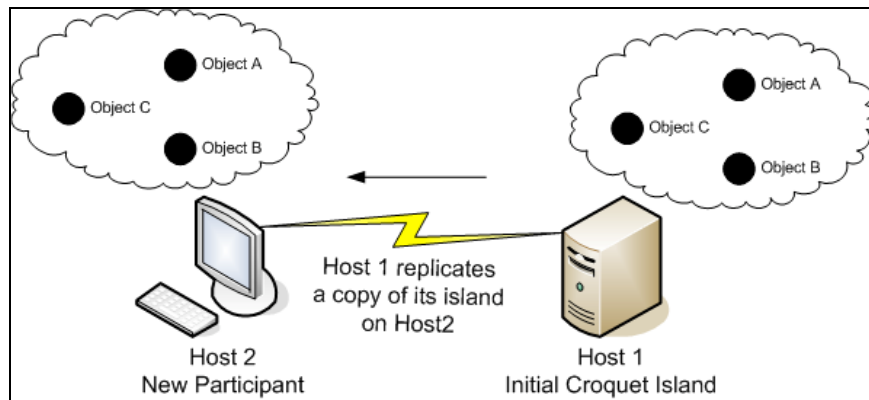 Object A
Object C
Object B
Object A
Object C
Object B
Host 1 replicates
a copy of its island
on Host2
Host 2
New Participant
Host 1
Initial Croquet Island